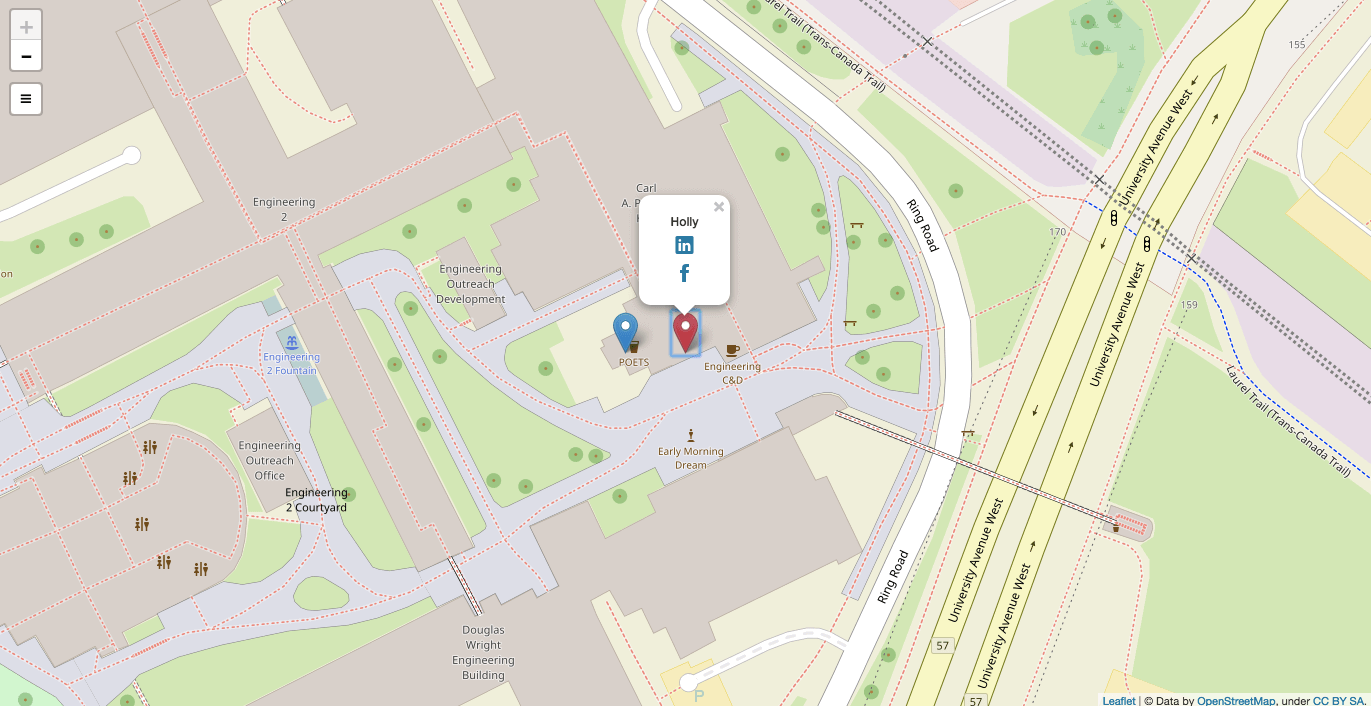 +
-
≡
Laurel Trail (Trans-Canada Trail)
155
Engineering
2
Carl
Ring Road
University Avenue West
170
on
Engineering
Outreach
Development
Holly
×
in
f
159
University Avenue West
Engineering
2 Fountain
POETS
Engineering
C&D
Laurel Trail (Trans-Canada Trail)
Engineering
Outreach
Office
Early Morning
Dream
Engineering
2 Courtyard
Ring Road
University Avenue West
University Avenue West
Douglas
Wright
Engineering
Building
57
57
P
Leaflet | © Data by OpenStreetMap, under CC BY SA.